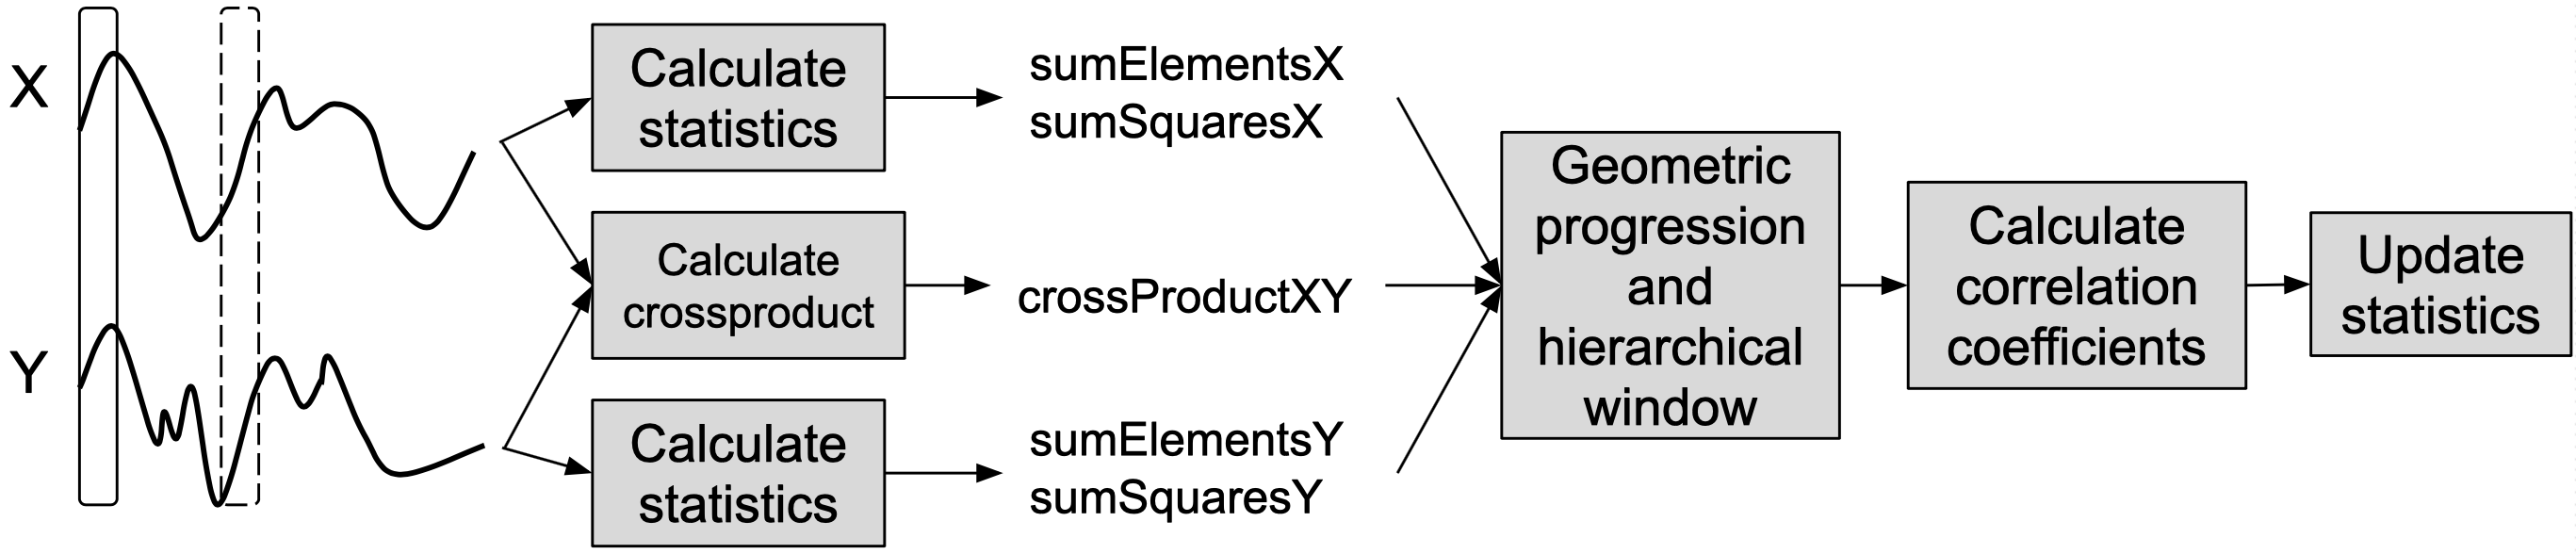 X
Y
Calculate
statistics
Calculate
crossproduct
Calculate
statistics
sumElementsX
sumSquaresX
crossProductXY
sumElementsY
sumSquaresY
Geometric
progression
and
hierarchical
window
Calculate
correlation
coefficients
Update
statistics